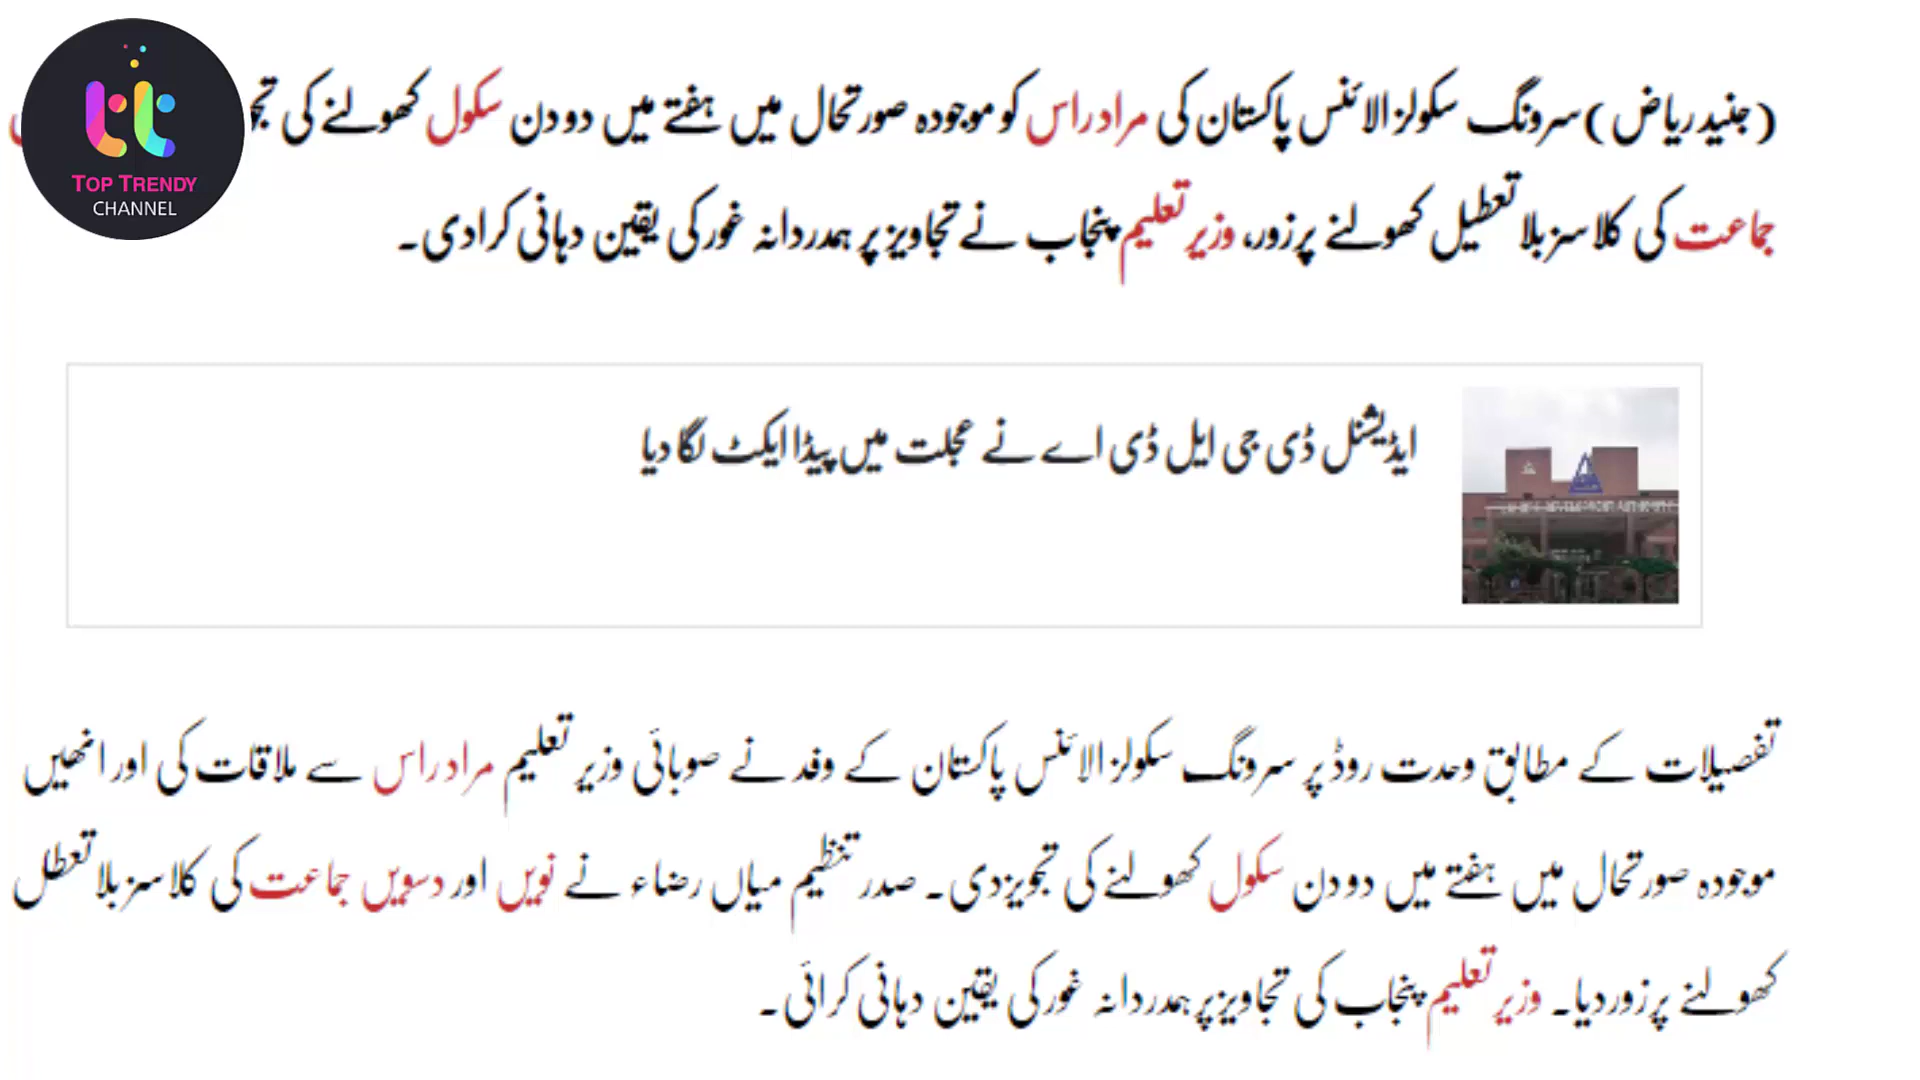 (جنید ریاض) سرونگ سکولز الائنس پاکستان کی مراد راس کو موجودہ صورتحال میں ہفتے میں دو دن سکول کھولنے کی
جماعت کی کلاسز بلا تعطیل کھولنے پر زور، وزیر تعلیم پنجاب نے تجاویز پر ہمدردانہ غور کی یقین دہانی کرادی۔
ایڈیشنل ڈی جی ایل ڈی اے نے عجلت میں پیڈا ایکٹ لگا دیا
تفصیلات کے مطابق وحدت روڈ پر سرونگ سکولز الائنس پاکستان کے وفد نے صوبائی وزیر تعلیم مراد راس سے ملاقات کی اور انھیں
موجودہ صورتحال میں ہفتے میں دو دن سکول کھولنے کی تجویز دی۔ صدر تنظیم میاں رضاء نے نویں اور دسویں جماعت کی کلاسز بلا تعطل
کھولنے پر زور دیا۔ وزیر تعلیم پنجاب کی تجاویز پر ہمدردانہ غور کی یقین دہانی کرائی۔
TOP TRENDY
CHANNEL